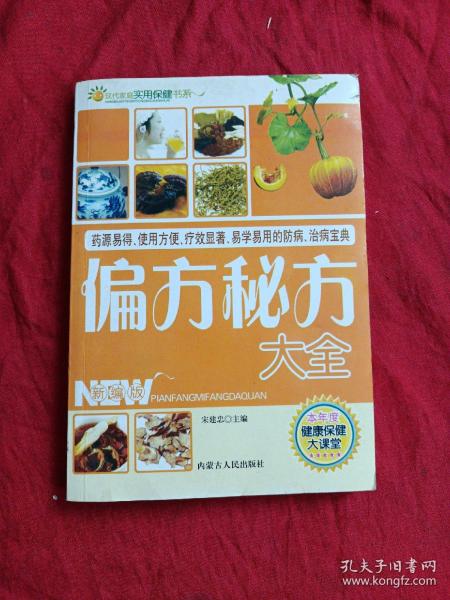 汉代家庭实用保健书系
药源易得、使用方便、疗效显著、易学易用的防病、治病宝典
偏方秘方
大全
NEW
新编版
PIANFANGMIFANGDAQUAN
宋建忠◎主编
内蒙古人民出版社
本年度
健康保健
大课堂
孔夫子旧书网
www.kongfz.com